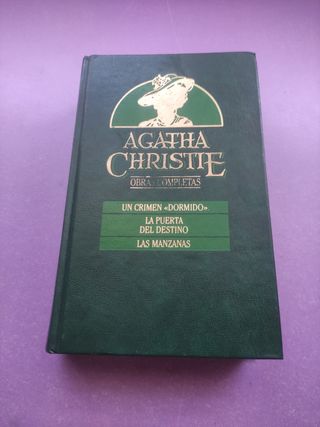 AGATHA
CHRISTIE
OBRAS COMPLETAS
UN CRIMEN «DORMIDO»
LA PUERTA
DEL DESTINO
LAS MANZANAS